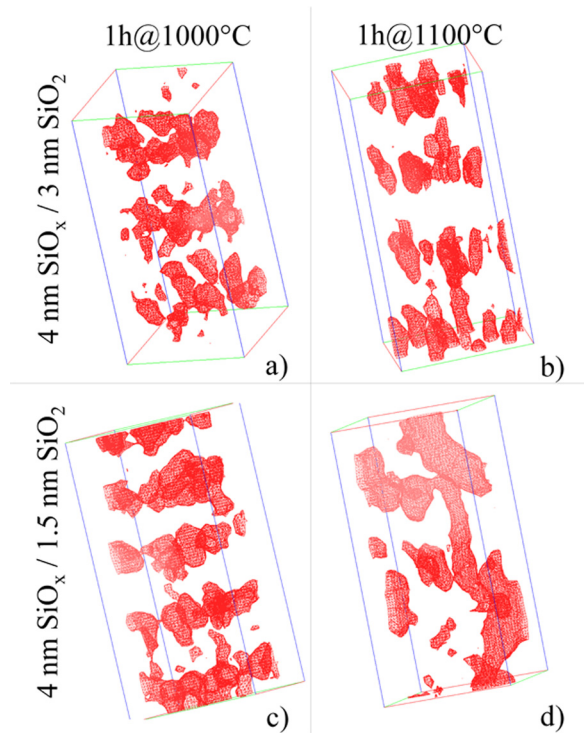 1h@1000°C
1h@1100°C
4 nm SiOₓ / 3 nm SiO₂
a)
b)
4 nm SiOₓ / 1.5 nm SiO₂
c)
d)